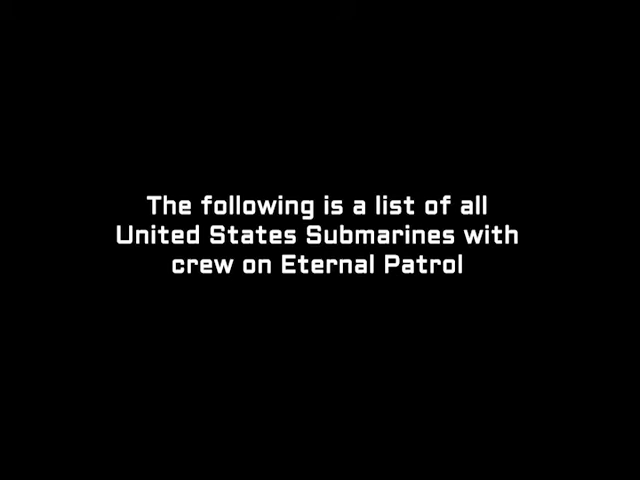 The following is a list of all
United States Submarines with
crew on Eternal Patrol